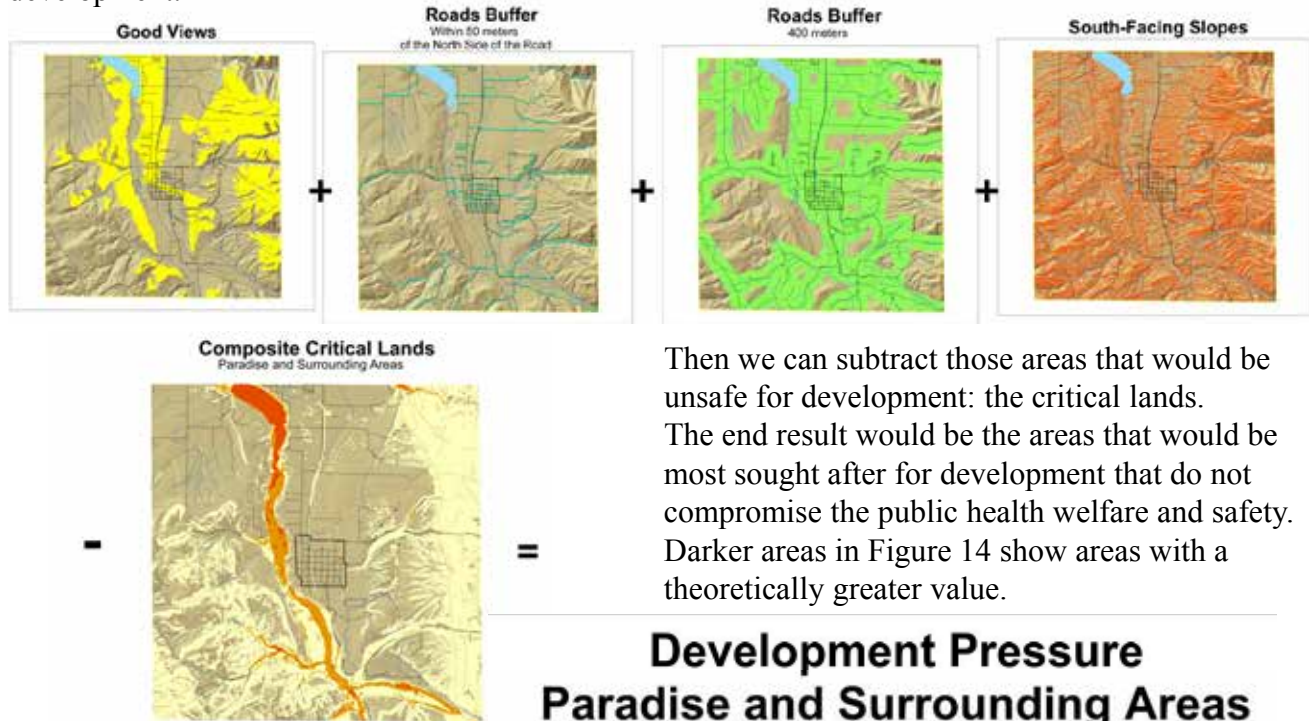 Good Views
Roads Buffer
Within 50 meters
of the North Side of the Road
Roads Buffer
400 meters
South-Facing Slopes
+
+
+
Composite Critical Lands
Paradise and Surrounding Areas
-
=
Then we can subtract those areas that would be
unsafe for development: the critical lands.
The end result would be the areas that would be
most sought after for development that do not
compromise the public health welfare and safety.
Darker areas in Figure 14 show areas with a
theoretically greater value.
Development Pressure
Paradise and Surrounding Areas